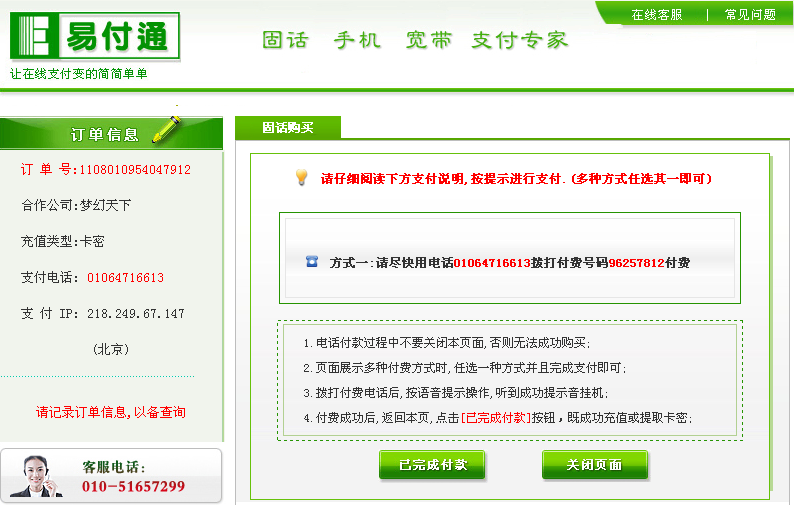 易付通
让在线支付变的简简单单
固话 手机 宽带 支付专家
在线客服 | 常见问题
订单信息
订 单 号:1108010954047912
合作公司:梦幻天下
充值类型:卡密
支付电话: 01064716613
支 付 IP: 218.249.67.147
(北京)
请记录订单信息,以备查询
客服电话:
010-51657299
固话购买
请仔细阅读下方支付说明,按提示进行支付.(多种方式任选其一即可)
方式一:请尽快用电话01064716613拨打付费号码96257812付费
1.电话付款过程中不要关闭本页面,否则无法成功购买;
2.页面展示多种付费方式时,任选一种方式并且完成支付即可;
3.拨打付费电话后,按语音提示操作,听到成功提示音挂机;
4.付费成功后,返回本页,点击[已完成付款]按钮，既成功充值或提取卡密;
已完成付款
关闭页面